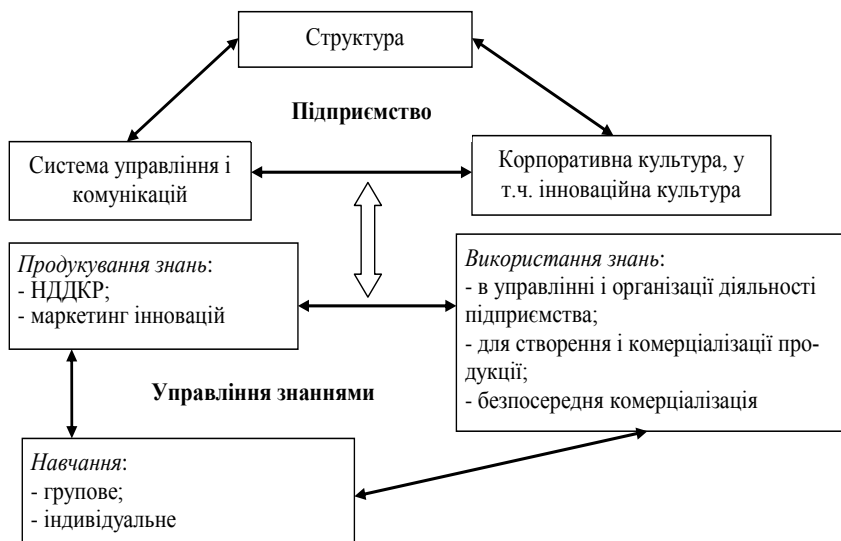 Структура
Підприємство
Система управління і
комунікацій
Корпоративна культура, у
т.ч. інноваційна культура
Продукування знань:
- НДДКР;
- маркетинг інновацій
Використання знань:
- в управлінні і організації діяльності
підприємства;
- для створення і комерціалізації про-
дукції;
- безпосередня комерціалізація
Управління знаннями
Навчання:
- групове;
- індивідуальне